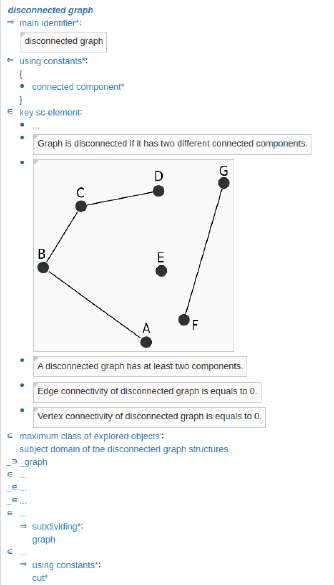 disconnected graph
⇒ main identifier*:
disconnected graph
⇐ using constants*:
{
• connected component*
}
∈ key sc-element:
• ...
• Graph is disconnected if it has two different connected components.
•
D
G
C
B
E
F
A
• A disconnected graph has at least two components.
• Edge connectivity of disconnected graph is equals to 0.
• Vertex connectivity of disconnected graph is equals to 0.
∈ maximum class of explored objects':
subject domain of the disconnected graph structures
_∋ _graph
∈ ...
_∈ ...
_∈ ...
⇐ ...
⇒ subdividing*:
graph
⊆ ...
⇒ using constants*:
cut*